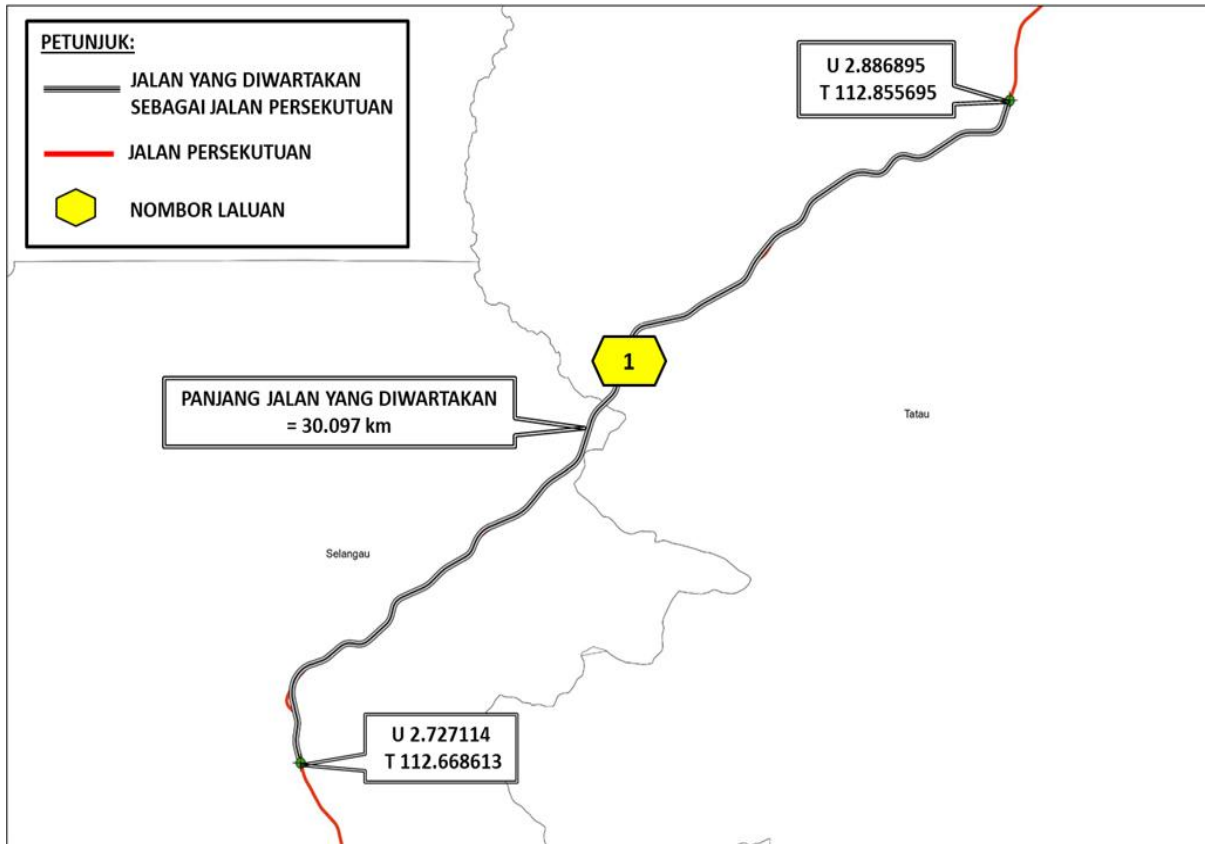 PETUNJUK:
JALAN YANG DIWARTAKAN
SEBAGAI JALAN PERSEKUTUAN
JALAN PERSEKUTUAN
NOMBOR LALUAN
U 2.886895
T 112.855695
1
PANJANG JALAN YANG DIWARTAKAN
= 30.097 km
Tatau
Selangau
U 2.727114
T 112.668613